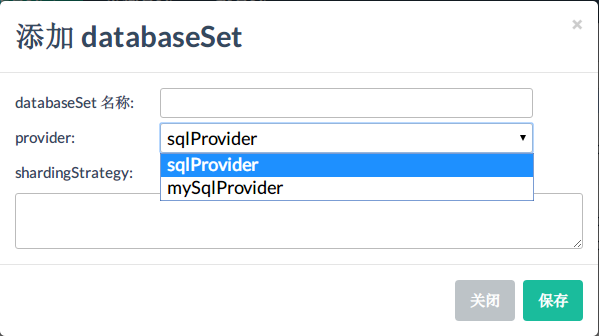 添加 databaseSet
×
databaseSet 名称:
provider:
sqlProvider
sqlProvider
mySqlProvider
shardingStrategy:
关闭
保存